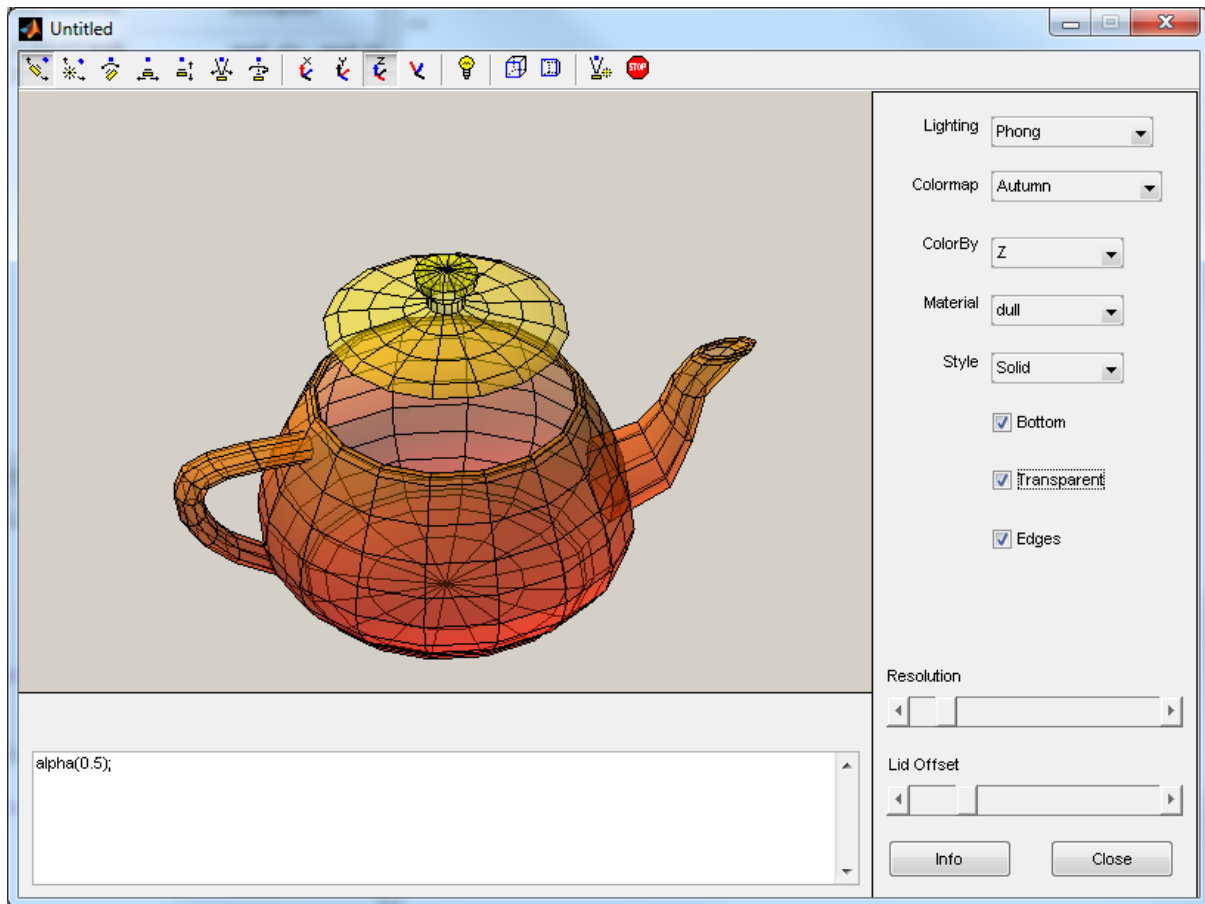 Untitled
X
Y
Z
STOP
Lighting
Phong
Colormap
Autumn
ColorBy
Z
Material
dull
Style
Solid
Bottom
Transparent
Edges
Resolution
Lid Offset
alpha(0.5);
Info
Close